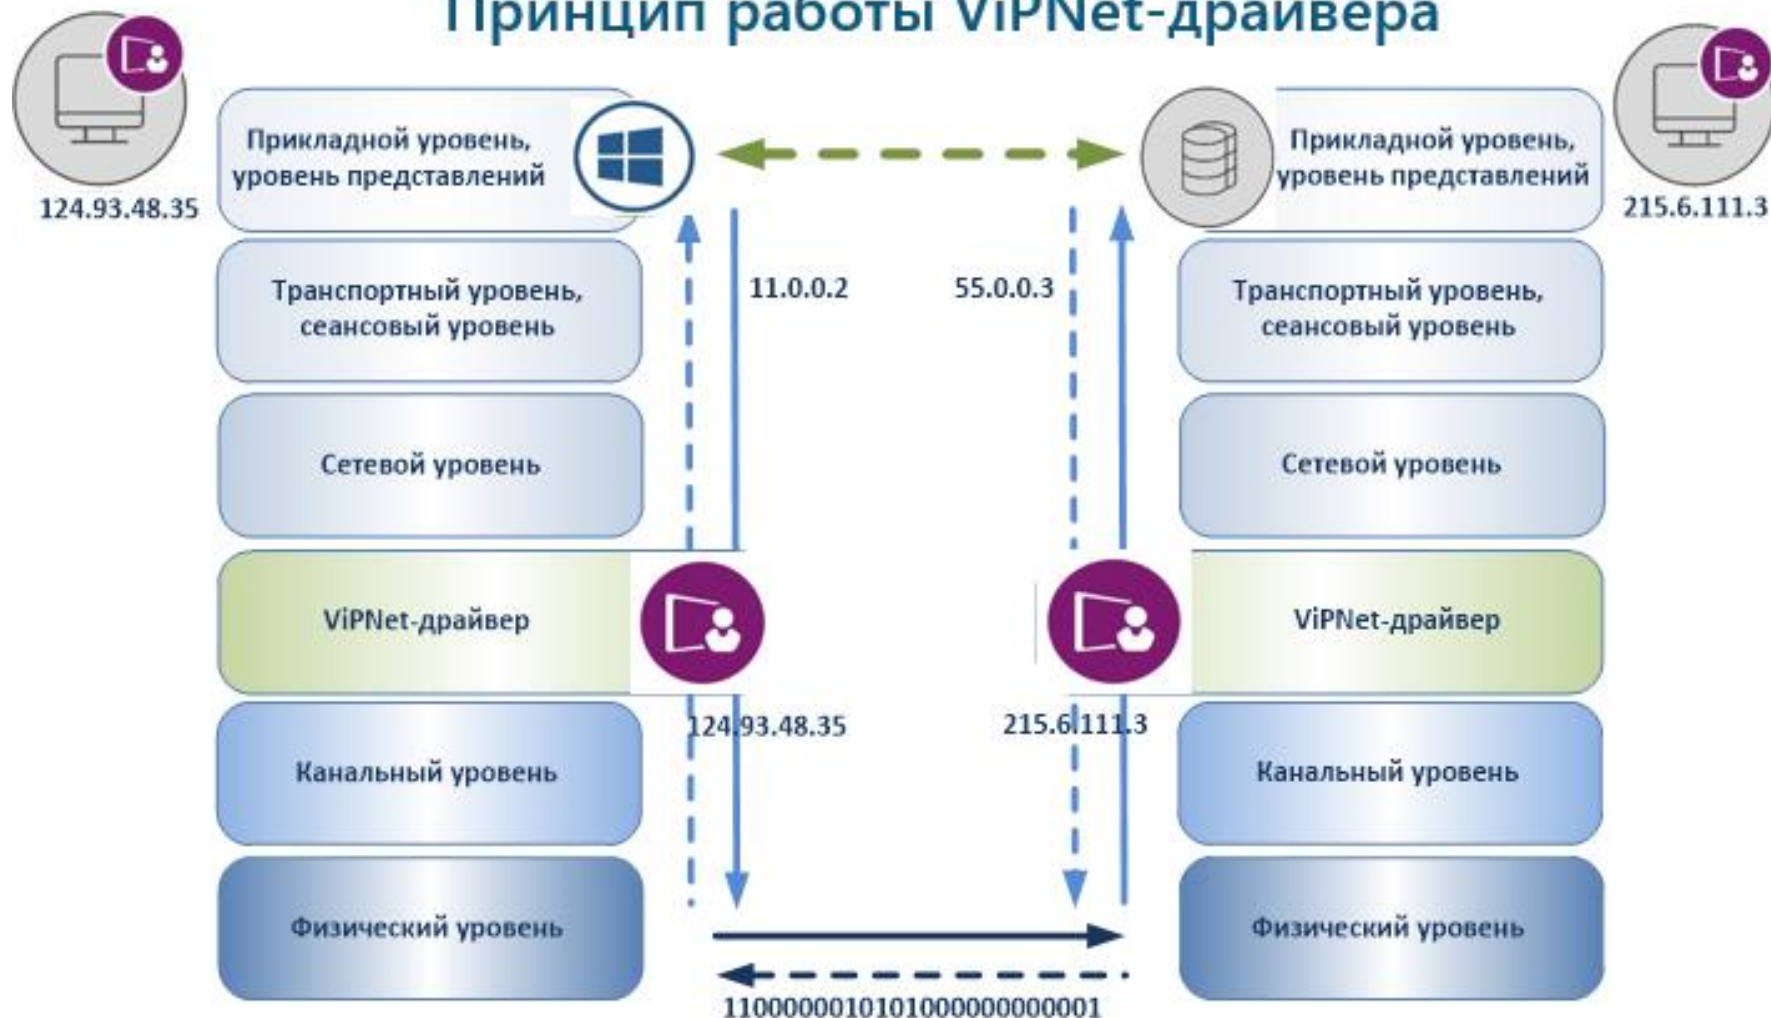 Принцип работы ViPNet-драйвера
124.93.48.35
215.6.111.3
Прикладной уровень,
уровень представлений
Прикладной уровень,
уровень представлений
Транспортный уровень,
сеансовый уровень
11.0.0.2
55.0.0.3
Транспортный уровень,
сеансовый уровень
Сетевой уровень
Сетевой уровень
ViPNet-драйвер
ViPNet-драйвер
124.93.48.35
215.6.111.3
Канальный уровень
Канальный уровень
Физический уровень
Физический уровень
1100000010101000000000001